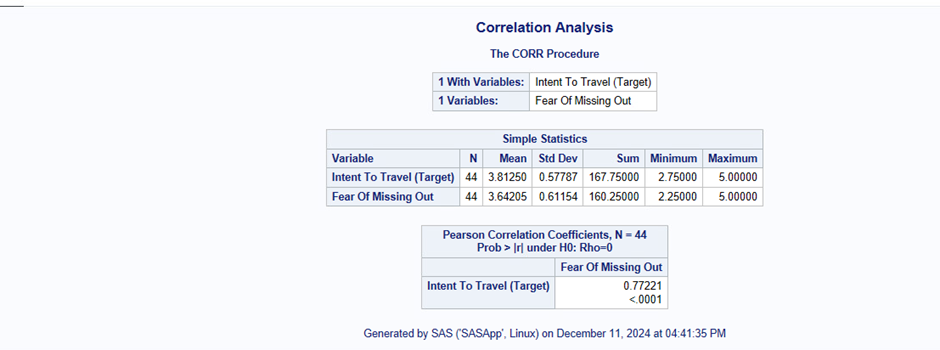 Correlation Analysis
The CORR Procedure
1 With Variables: Intent To Travel (Target)
1 Variables: Fear Of Missing Out
Simple Statistics
Variable N Mean Std Dev Sum Minimum Maximum
Intent To Travel (Target) 44 3.81250 0.57787 167.75000 2.75000 5.00000
Fear Of Missing Out 44 3.64205 0.61154 160.25000 2.25000 5.00000
Pearson Correlation Coefficients, N = 44
Prob > |r| under H0: Rho=0
Fear Of Missing Out
Intent To Travel (Target) 0.77221
<.0001
Generated by SAS ('SASApp', Linux) on December 11, 2024 at 04:41:35 PM